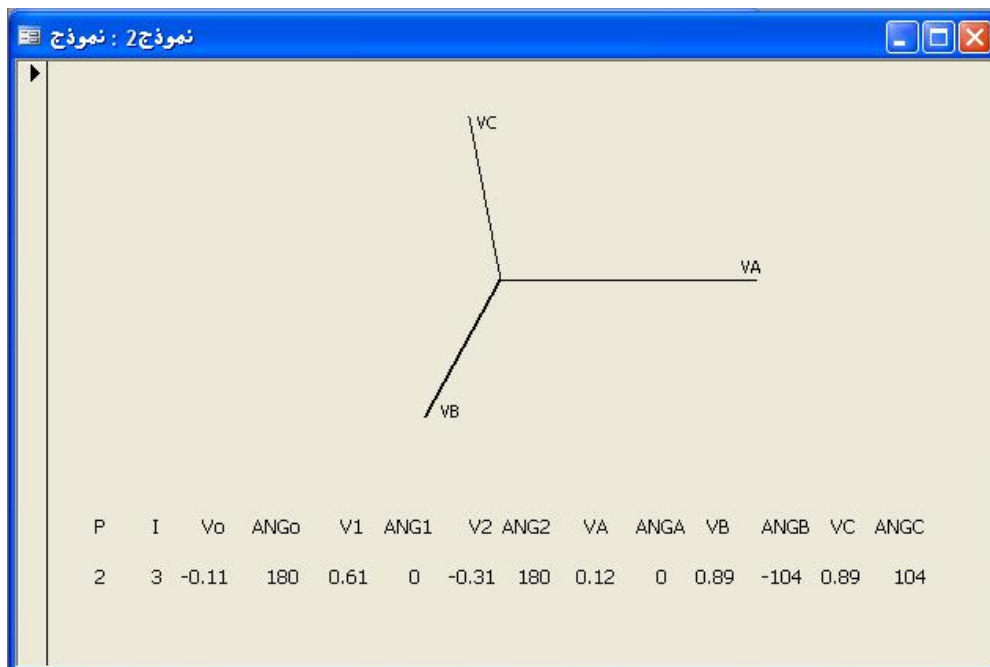 نموذج2 : نموذج
VC
VA
VB
P I Vo ANGo V1 ANG1 V2 ANG2 VA ANGA VB ANGB VC ANGC
2 3 -0.11 180 0.61 0 -0.31 180 0.12 0 0.89 -104 0.89 104